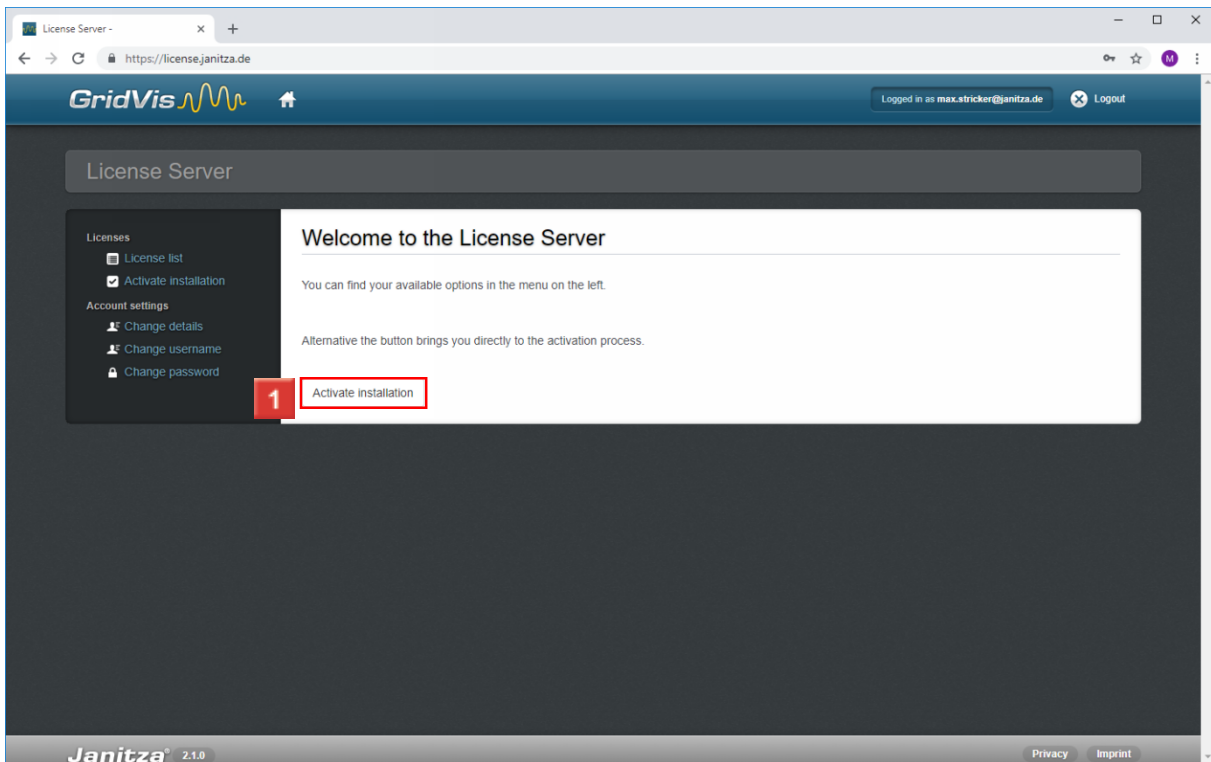 License Server -
https://license.janitza.de
M
GridVis
Logged in as max.stricker@janitza.de
Logout
License Server
Licenses
License list
Activate installation
Account settings
Change details
Change username
Change password
Welcome to the License Server
You can find your available options in the menu on the left.
Alternative the button brings you directly to the activation process.
1
Activate installation
Janitza® 2.1.0
Privacy
Imprint